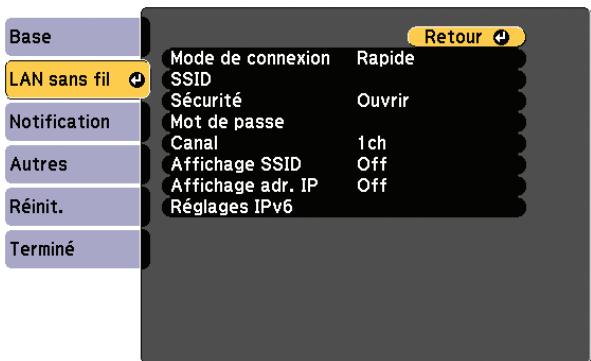 Base
LAN sans fil
Notification
Autres
Réinit.
Terminé
Retour
Mode de connexion Rapide
SSID
Sécurité Ouvrir
Mot de passe
Canal 1ch
Affichage SSID Off
Affichage adr. IP Off
Réglages IPv6